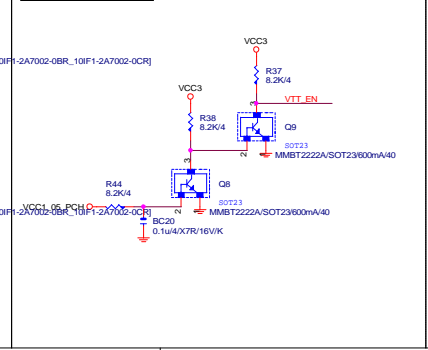 VCC3
R37
8.2K/4
0IF1-2A7002-0BR_10IF1-2A7002-0CR]
VCC3
VTT_EN
3
R38
8.2K/4
Q9
SOT23
2
MMBT2222A/SOT23/600mA/40
3
R44
8.2K/4
Q8
SOT23
VCC1_05_PCH
2
MMBT2222A/SOT23/600mA/40
0IF1-2A7002-0BR_10IF1-2A7002-0CR]
BC20
0.1u/4/X7R/16V/K